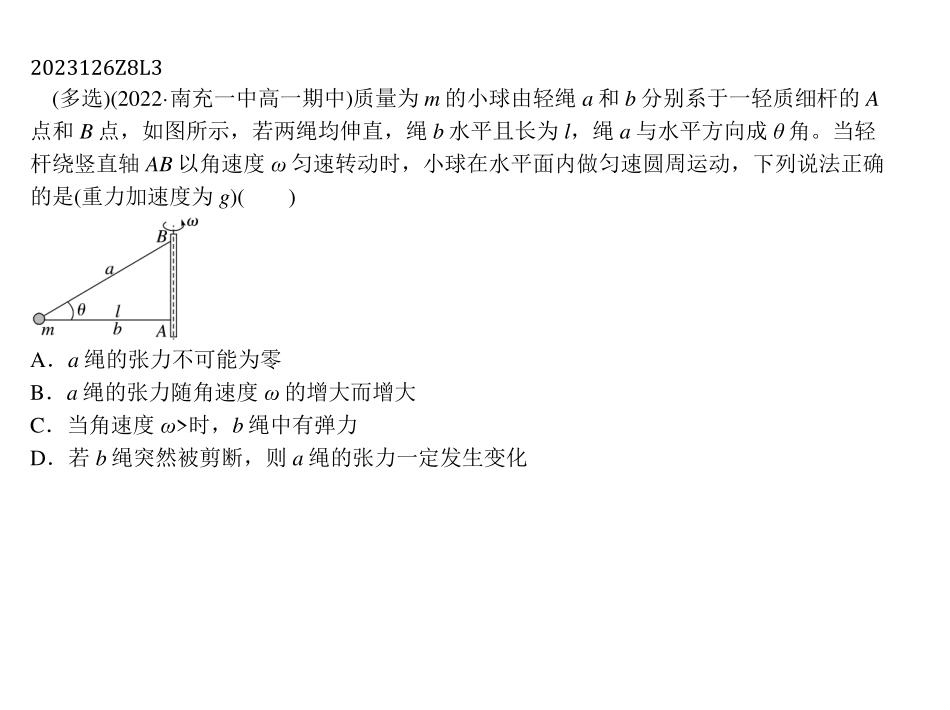 2023126Z8L3
(多选)(2022·南充一中高一期中)质量为 m 的小球由轻绳 a 和 b 分别系于一轻质细杆的 A
点和 B 点，如图所示，若两绳均伸直，绳 b 水平且长为 l，绳 a 与水平方向成 θ 角。当轻
杆绕竖直轴 AB 以角速度 ω 匀速转动时，小球在水平面内做匀速圆周运动，下列说法正确
的是(重力加速度为 g)(　　)
ω
B
a
θ
l
m
b
A
A．a 绳的张力不可能为零
B．a 绳的张力随角速度 ω 的增大而增大
C．当角速度 ω>时，b 绳中有弹力
D．若 b 绳突然被剪断，则 a 绳的张力一定发生变化